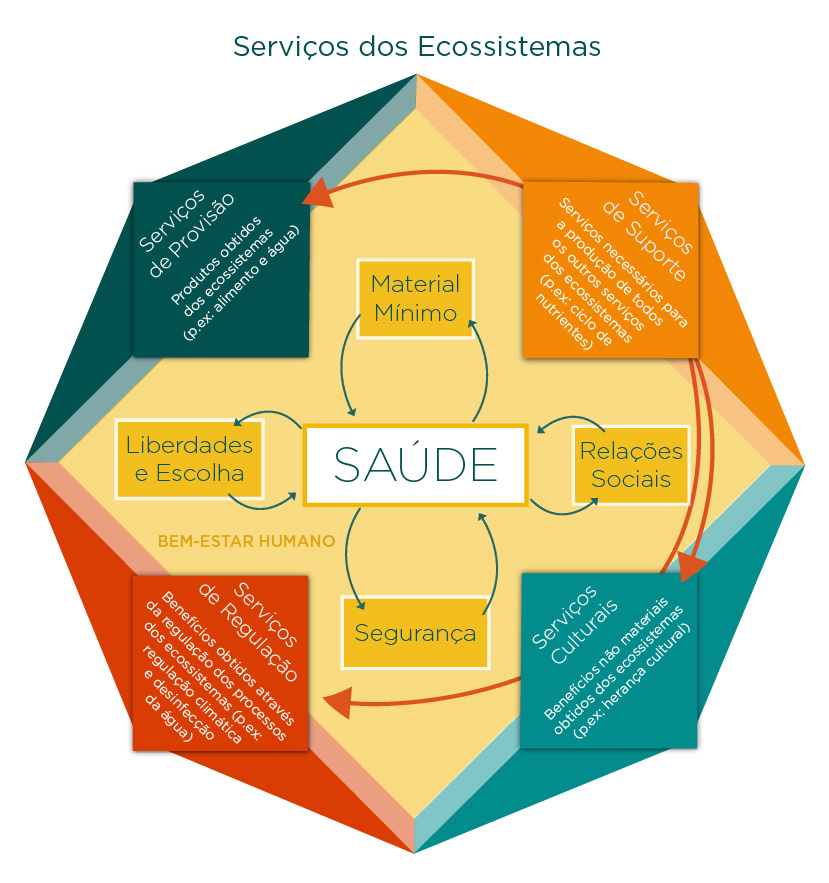 Serviços dos Ecossistemas
Serviços
de Provisão
Produtos obtidos
dos ecossistemas
(p.ex: alimento e água)
Serviços
de Suporte
Serviços necessários para
a produção de todos
os outros serviços
dos ecossistemas
(p.ex: ciclo de
nutrientes)
Material
Mínimo
Liberdades
e Escolha
SAÚDE
Relações
Sociais
BEM-ESTAR HUMANO
Segurança
Serviços
de Regulação
Benefícios obtidos através
da regulação dos processos
dos ecossistemas (p.ex:
regulação climática
e desinfecção
da água)
Serviços
Culturais
Benefícios não materiais
obtidos dos ecossistemas
(p.ex: herança cultural)